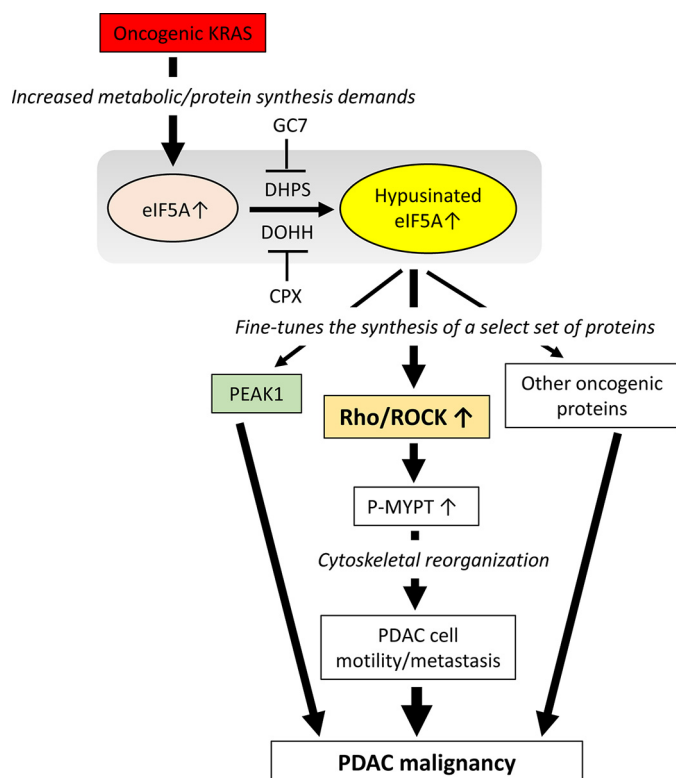 Oncogenic KRAS
Increased metabolic/protein synthesis demands
GC7
eIF5A↑
DHPS
DOHH
Hypusinated
eIF5A↑
CPX
Fine-tunes the synthesis of a select set of proteins
PEAK1
Rho/ROCK ↑
Other oncogenic
proteins
P-MYPT ↑
Cytoskeletal reorganization
PDAC cell
motility/metastasis
PDAC malignancy